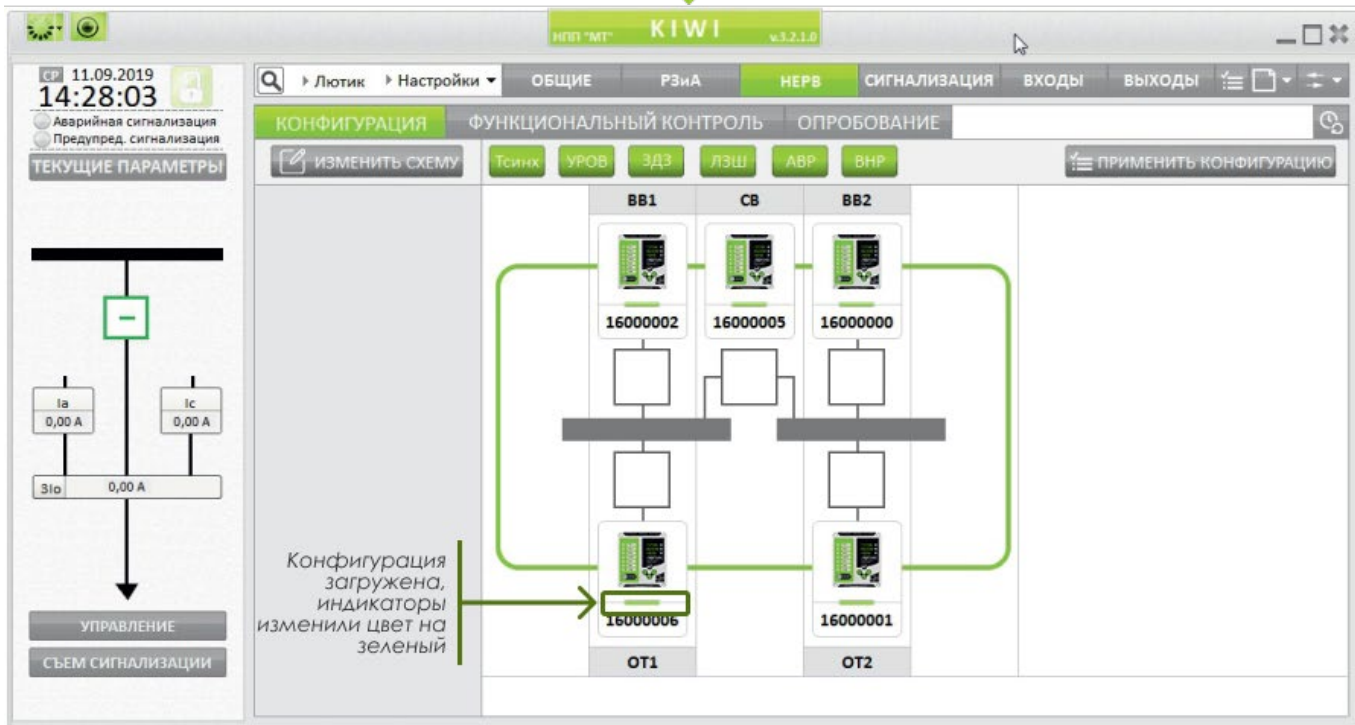 НПП "МТ" KIWI v.3.2.1.0
СР 11.09.2019
14:28:03
Аварийная сигнализация
Предупред. сигнализация
ТЕКУЩИЕ ПАРАМЕТРЫ
Лютик Настройки ОБЩИЕ РЗиА НЕРВ СИГНАЛИЗАЦИЯ ВХОДЫ ВЫХОДЫ
КОНФИГУРАЦИЯ ФУНКЦИОНАЛЬНЫЙ КОНТРОЛЬ ОПРОБОВАНИЕ
ИЗМЕНИТЬ СХЕМУ Тсинх УРОВ ЗДЗ ЛЗШ АВР ВНР ПРИМЕНИТЬ КОНФИГУРАЦИЮ
ВВ1 СВ ВВ2
16000002 16000005 16000000
Ia Ic
0,00 А 0,00 А
3Io 0,00 А
Конфигурация
загружена,
индикаторы
изменили цвет на
зеленый
16000006 16000001
ОТ1 ОТ2
УПРАВЛЕНИЕ
СЪЕМ СИГНАЛИЗАЦИИ